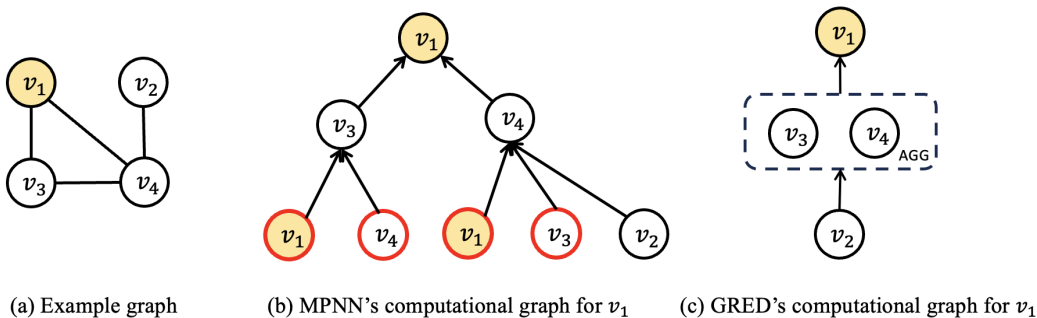 v₁
v₂
v₃
v₄
v₁
v₃
v₄
v₁
v₄
v₁
v₃
v₂
v₁
v₃
v₄
AGG
v₂
(a) Example graph
(b) MPNN's computational graph for v₁
(c) GRED's computational graph for v₁